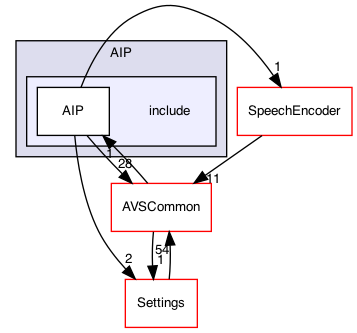 AIP
1
AIP
include
SpeechEncoder
1
28
11
AVSCommon
2
54
1
Settings